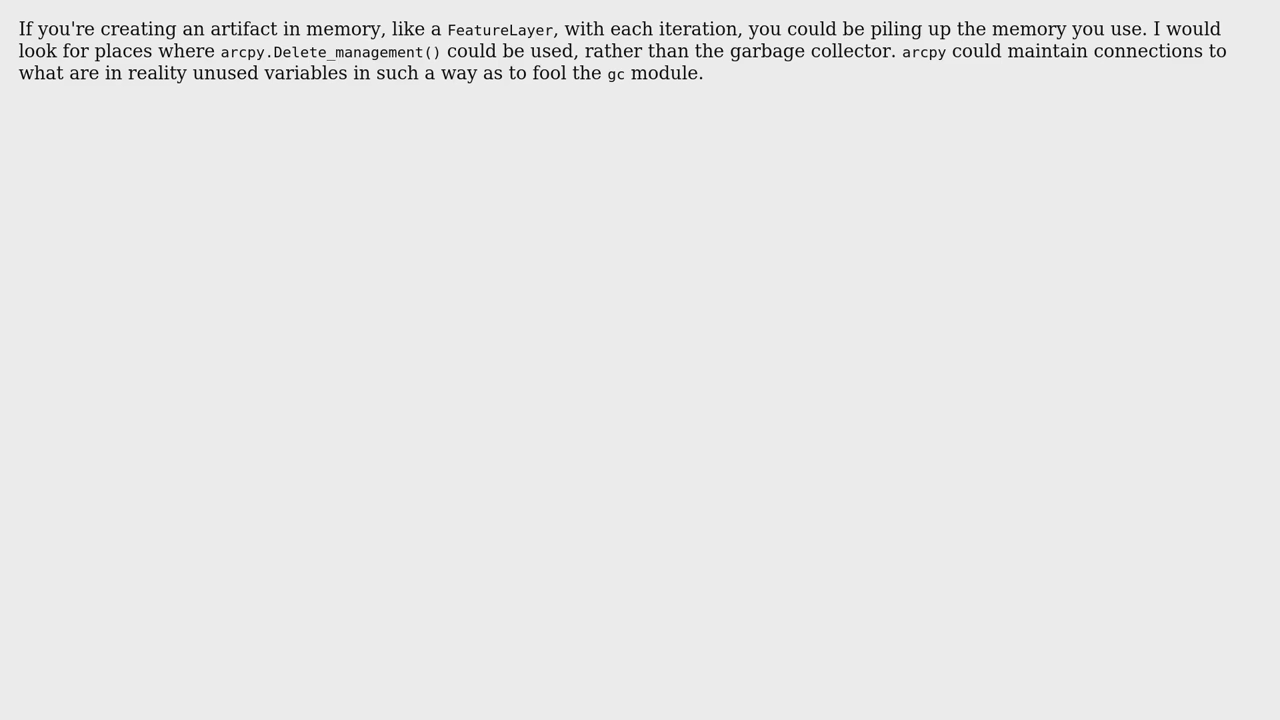 If you're creating an artifact in memory, like a FeatureLayer, with each iteration, you could be piling up the memory you use. I would
look for places where arcpy.Delete_management() could be used, rather than the garbage collector. arcpy could maintain connections to
what are in reality unused variables in such a way as to fool the gc module.